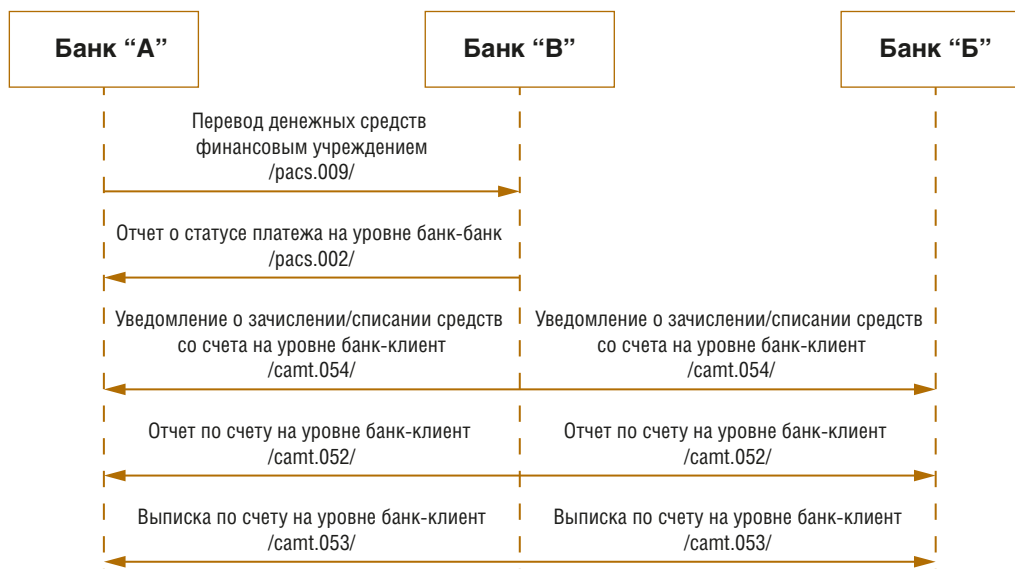 Банк “А”
Банк “В”
Банк “Б”
Перевод денежных средств
финансовым учреждением
/pacs.009/
Отчет о статусе платежа на уровне банк-банк
/pacs.002/
Уведомление о зачислении/списании средств
со счета на уровне банк-клиент
/camt.054/
Уведомление о зачислении/списании средств
со счета на уровне банк-клиент
/camt.054/
Отчет по счету на уровне банк-клиент
/camt.052/
Отчет по счету на уровне банк-клиент
/camt.052/
Выписка по счету на уровне банк-клиент
/camt.053/
Выписка по счету на уровне банк-клиент
/camt.053/